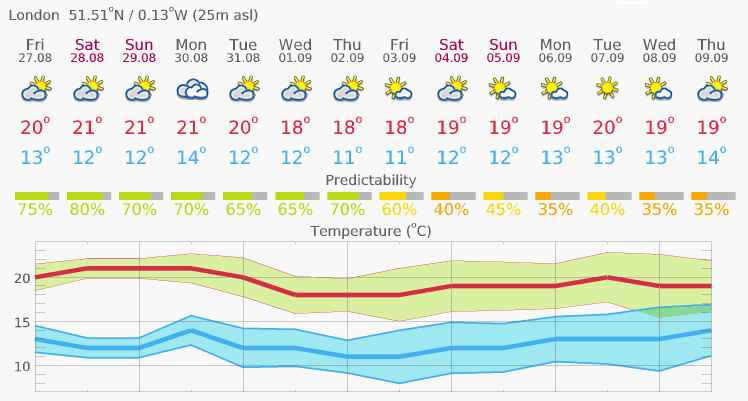 London 51.51°N / 0.13°W (25m asl)
Fri Sat Sun Mon Tue Wed Thu Fri Sat Sun Mon Tue Wed Thu
27.08 28.08 29.08 30.08 31.08 01.09 02.09 03.09 04.09 05.09 06.09 07.09 08.09 09.09
20° 21° 21° 21° 20° 18° 18° 18° 19° 19° 19° 20° 19° 19°
13° 12° 12° 14° 12° 12° 11° 11° 12° 12° 13° 13° 13° 14°
Predictability
75% 80% 70% 70% 65% 65% 70% 60% 40% 45% 35% 40% 35% 35%
Temperature (°C)
20
15
10